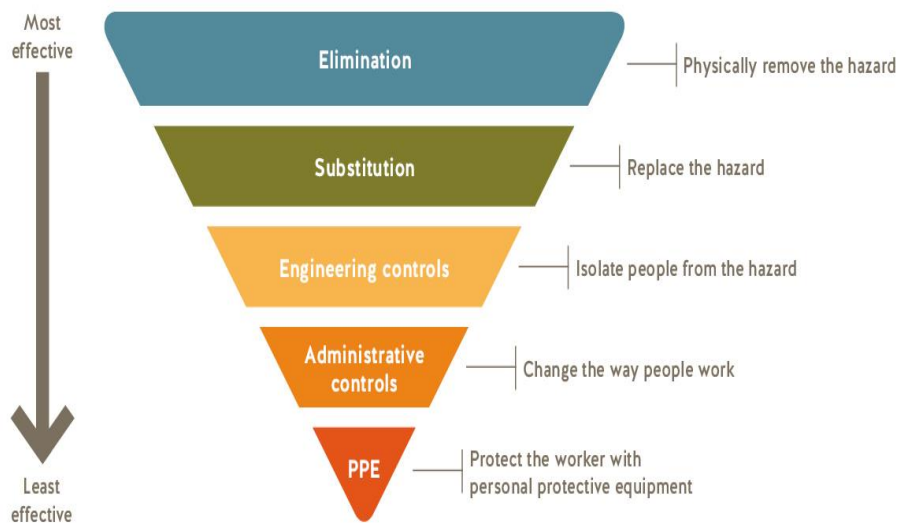 Most
effective
Elimination
Physically remove the hazard
Substitution
Replace the hazard
Engineering controls
Isolate people from the hazard
Administrative
controls
Change the way people work
PPE
Protect the worker with
personal protective equipment
Least
effective